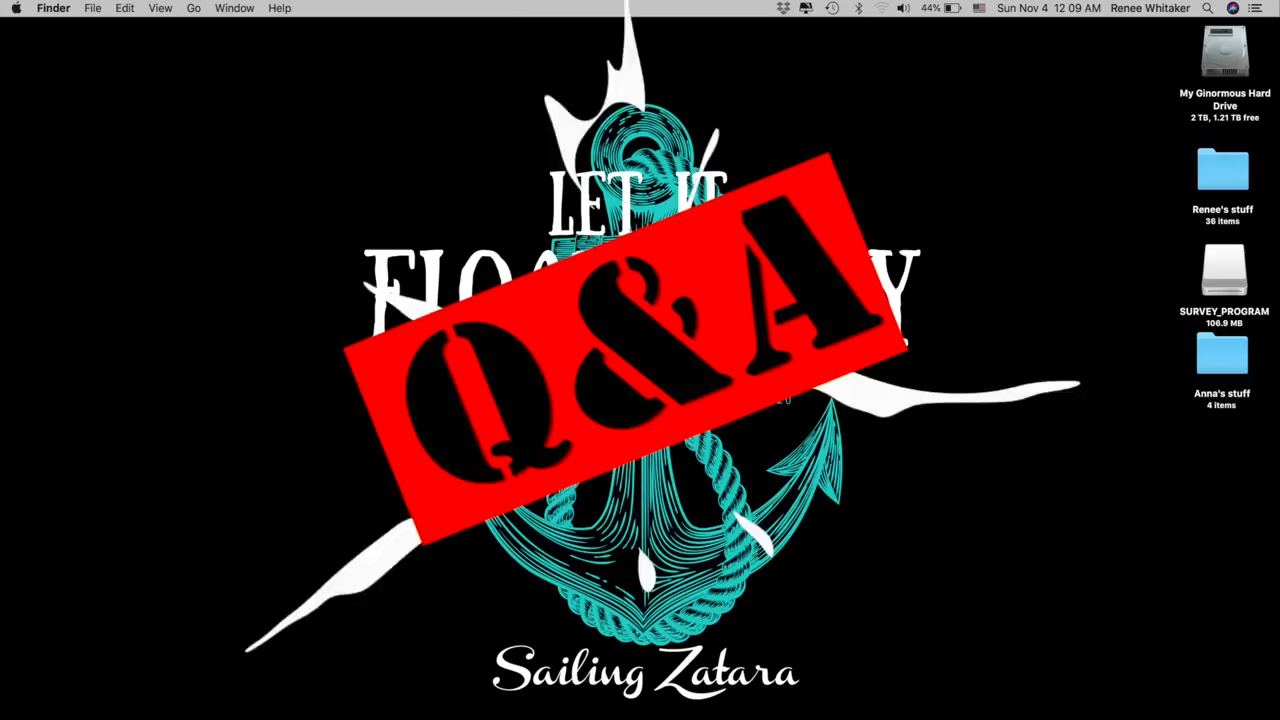 Finder File Edit View Go Window Help 44% Sun Nov 4 12:09 AM Renee Whitaker
My Ginormous Hard
Drive
2 TB, 1.21 TB free
Renee's stuff
36 items
SURVEY_PROGRAM
106.9 MB
Anna's stuff
4 items
LET IT
Q&A
Sailing Zatara